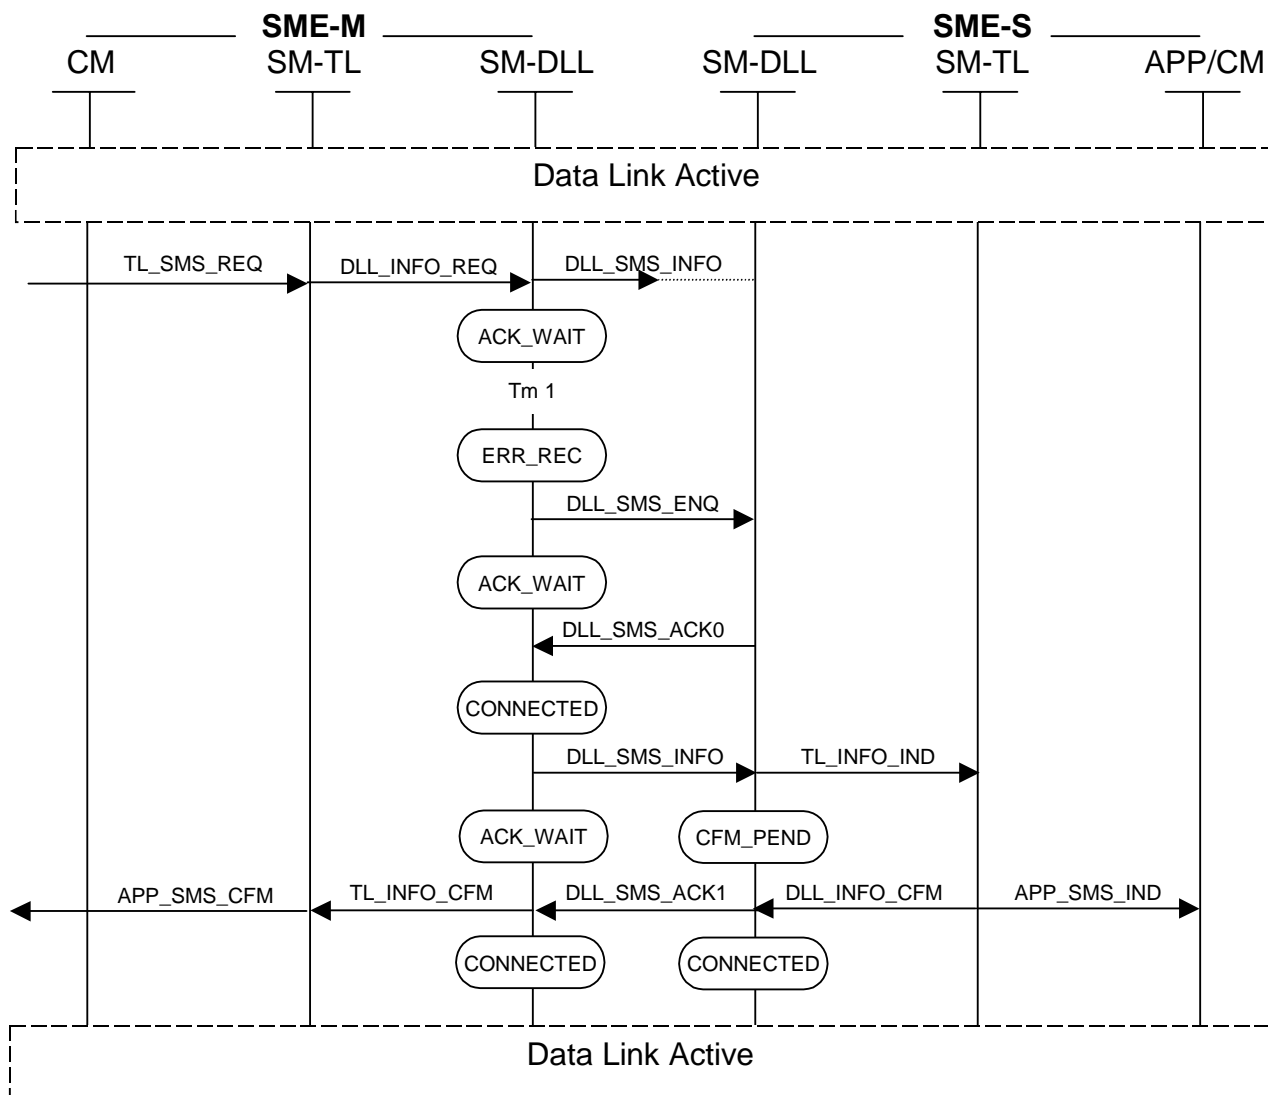 SME-M SME-S
CM SM-TL SM-DLL SM-DLL SM-TL APP/CM
Data Link Active
TL_SMS_REQ DLL_INFO_REQ DLL_SMS_INFO
ACK_WAIT
Tm 1
ERR_REC
DLL_SMS_ENQ
ACK_WAIT
DLL_SMS_ACK0
CONNECTED
DLL_SMS_INFO TL_INFO_IND
ACK_WAIT CFM_PEND
APP_SMS_CFM TL_INFO_CFM DLL_SMS_ACK1 DLL_INFO_CFM APP_SMS_IND
CONNECTED CONNECTED
Data Link Active